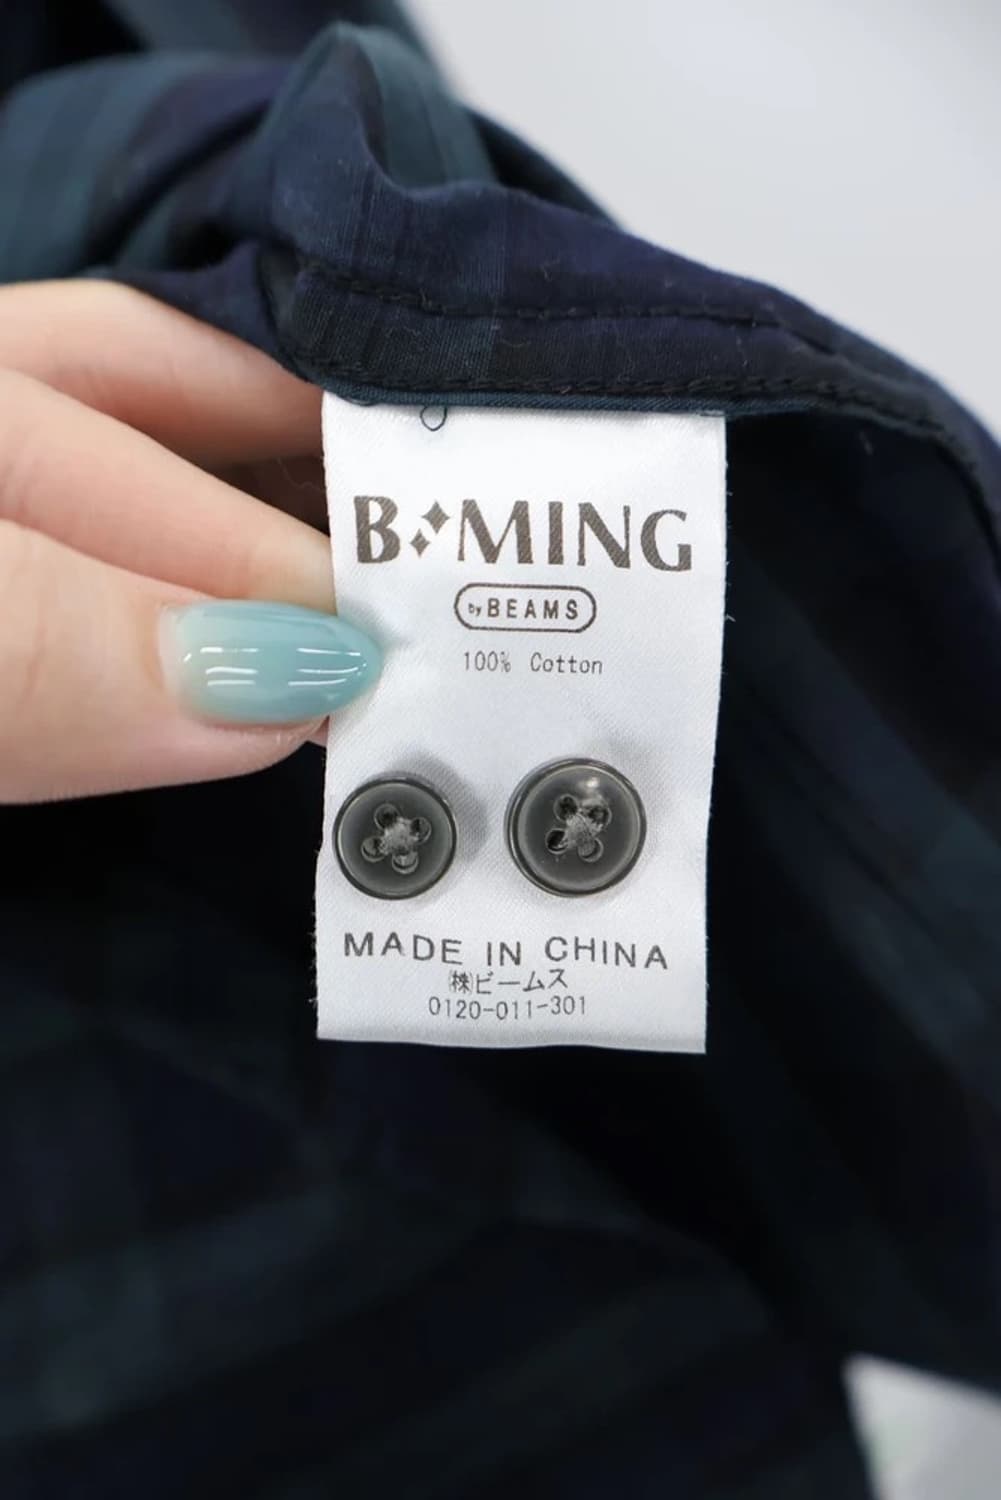 B MING
by BEAMS
100% Cotton
MADE IN CHINA
㈱ビームス
0120-011-301